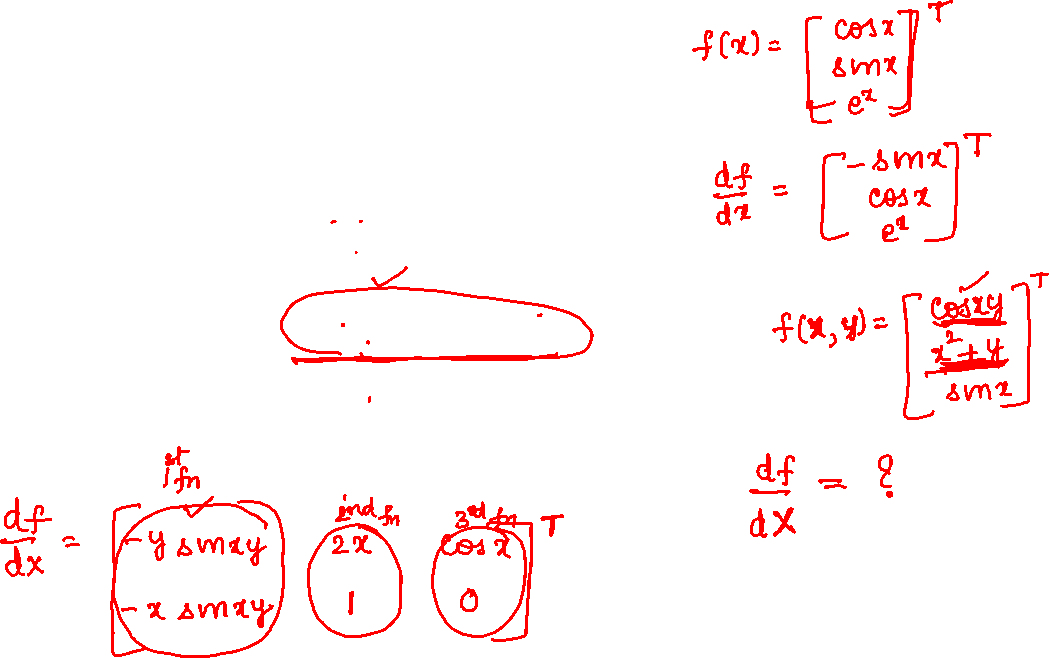 f(x) = [ cos x ]^T
sin x
e^x
df/dx = [ -sin x ]^T
cos x
e^x
f(x, y) = [ cos xy ]^T
x^2 + y
sin x
df/dX = ?
1st fn 2nd fn 3rd fn
df/dx = [ -y sin xy 2x cos x ]^T
-x sin xy 1 0